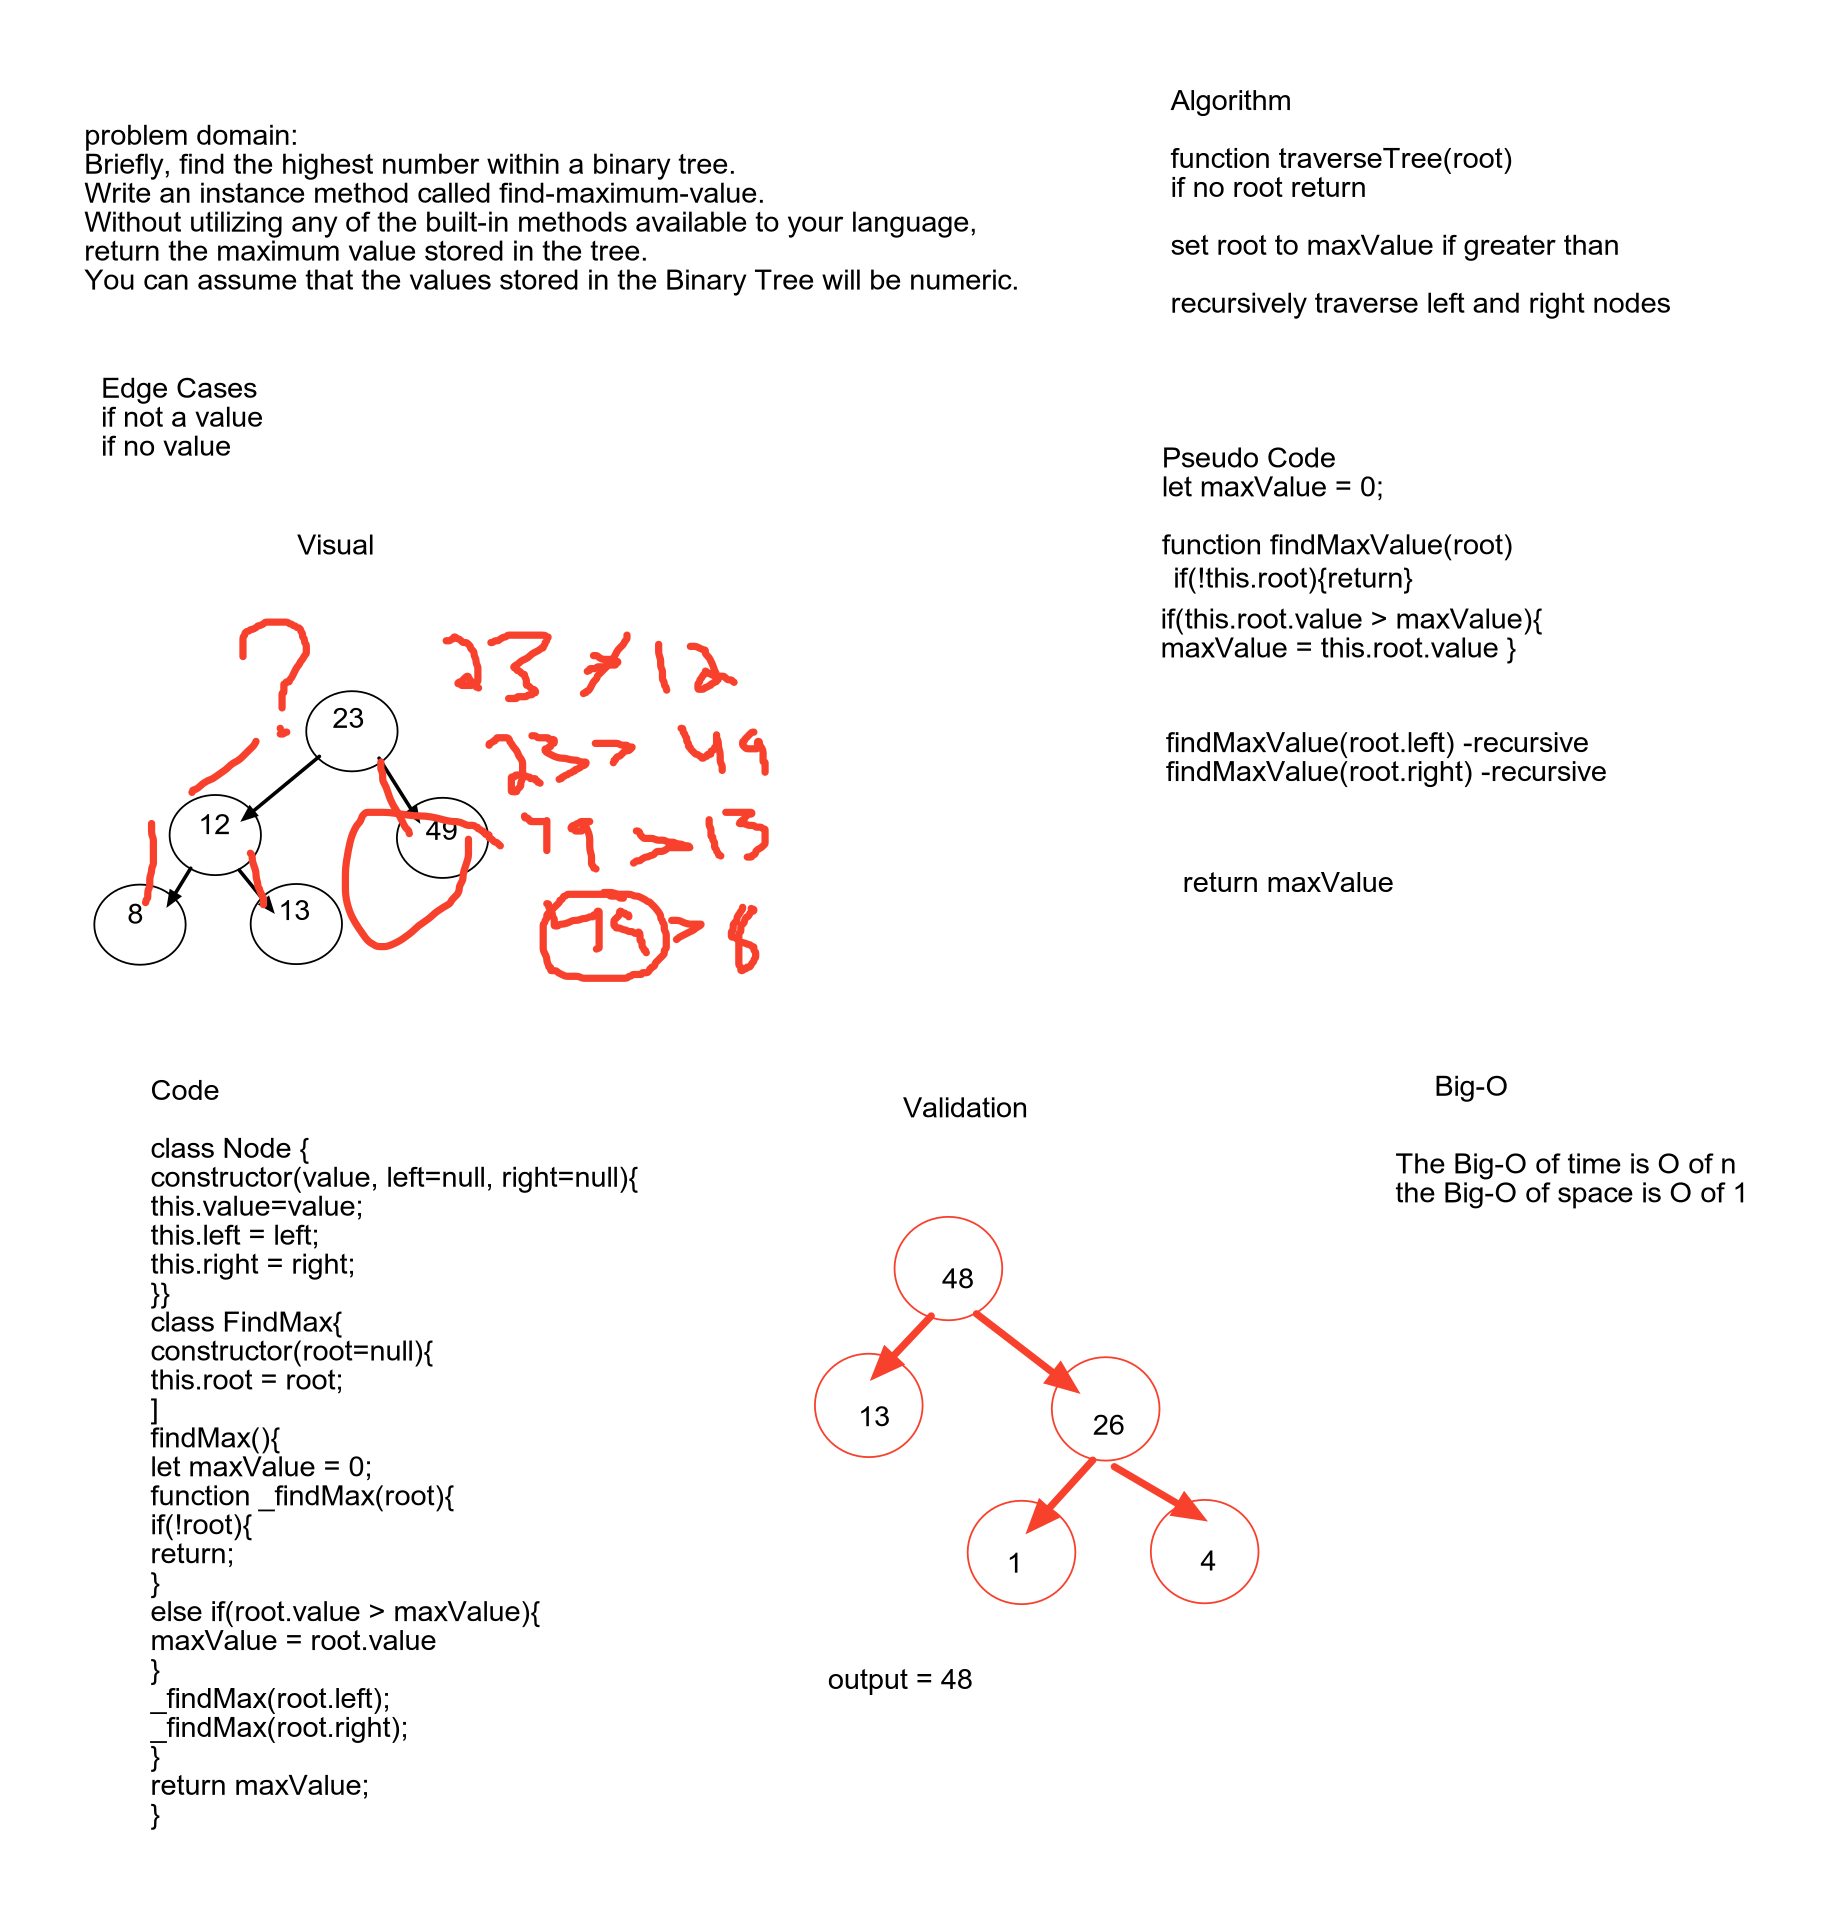 problem domain:
Briefly, find the highest number within a binary tree.
Write an instance method called find-maximum-value.
Without utilizing any of the built-in methods available to your language,
return the maximum value stored in the tree.
You can assume that the values stored in the Binary Tree will be numeric.
Edge Cases
if not a value
if no value
Visual
?
23
12
49
8
13
23 > 12
23 > 49
49 > 13
49 > 8
Algorithm
function traverseTree(root)
if no root return
set root to maxValue if greater than
recursively traverse left and right nodes
Pseudo Code
let maxValue = 0;
function findMaxValue(root)
if(!this.root){return}
if(this.root.value > maxValue){
maxValue = this.root.value }
findMaxValue(root.left) -recursive
findMaxValue(root.right) -recursive
return maxValue
Code
class Node {
constructor(value, left=null, right=null){
this.value=value;
this.left = left;
this.right = right;
}}
class FindMax{
constructor(root=null){
this.root = root;
]
findMax(){
let maxValue = 0;
function _findMax(root){
if(!root){
return;
}
else if(root.value > maxValue){
maxValue = root.value
}
_findMax(root.left);
_findMax(root.right);
}
return maxValue;
}
Validation
48
13
26
1
4
output = 48
Big-O
The Big-O of time is O of n
the Big-O of space is O of 1